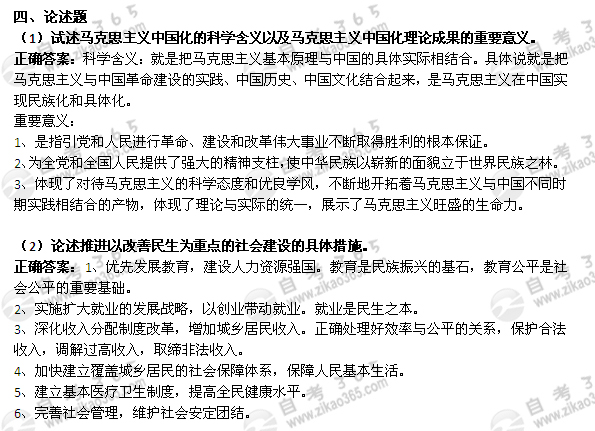 四、论述题
（1）试述马克思主义中国化的科学含义以及马克思主义中国化理论成果的重要意义。
正确答案：科学含义：就是把马克思主义基本原理与中国的具体实际相结合。具体说就是把
马克思主义与中国革命建设的实践、中国历史、中国文化结合起来，是马克思主义在中国实
现民族化和具体化。
重要意义：
1、是指引党和人民进行革命、建设和改革伟大事业不断取得胜利的根本保证。
2、为全党和全国人民提供了强大的精神支柱，使中华民族以崭新的面貌立于世界民族之林。
3、体现了对待马克思主义的科学态度和优良学风，不断地开拓着马克思主义与中国不同时
期实践相结合的产物，体现了理论与实际的统一，展示了马克思主义旺盛的生命力。
（2）论述推进以改善民生为重点的社会建设的具体措施。
正确答案：1、优先发展教育，建设人力资源强国。教育是民族振兴的基石，教育公平是社
会公平的重要基础。
2、实施扩大就业的发展战略，以创业带动就业。就业是民生之本。
3、深化收入分配制度改革，增加城乡居民收入。正确处理好效率与公平的关系，保护合法
收入，调解过高收入，取缔非法收入。
4、加快建立覆盖城乡居民的社会保障体系，保障人民基本生活。
5、建立基本医疗卫生制度，提高全民健康水平。
6、完善社会管理，维护社会安定团结。
自考365
www.zikao365.com